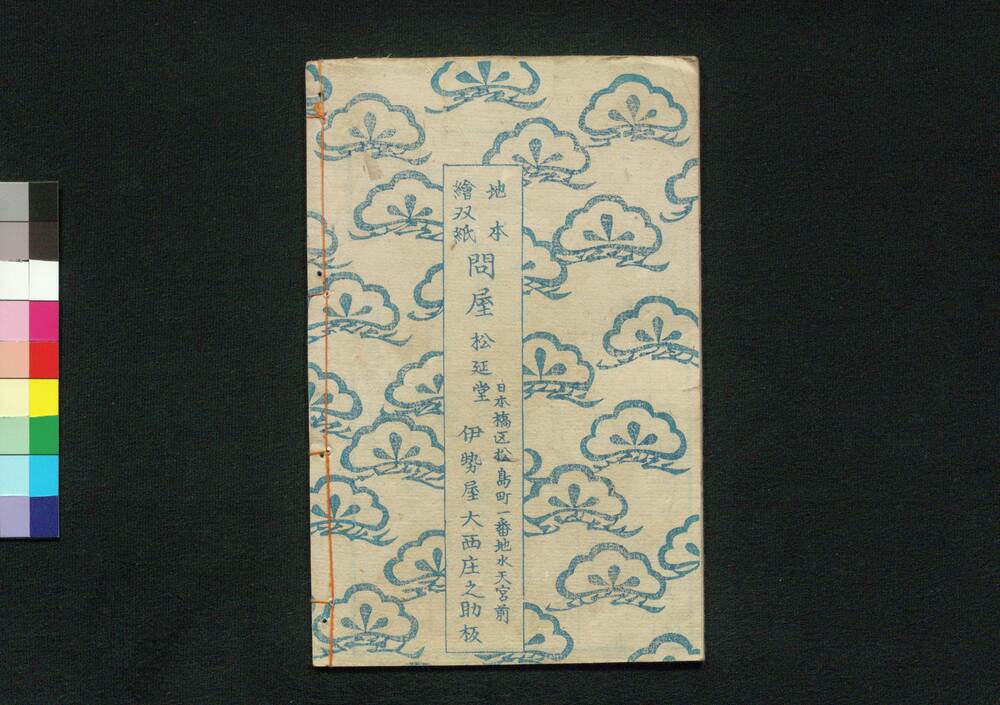 地本
繪双紙
問屋
松延堂
日本橋区松島町一番地水天宮前
伊勢屋大西庄之助板